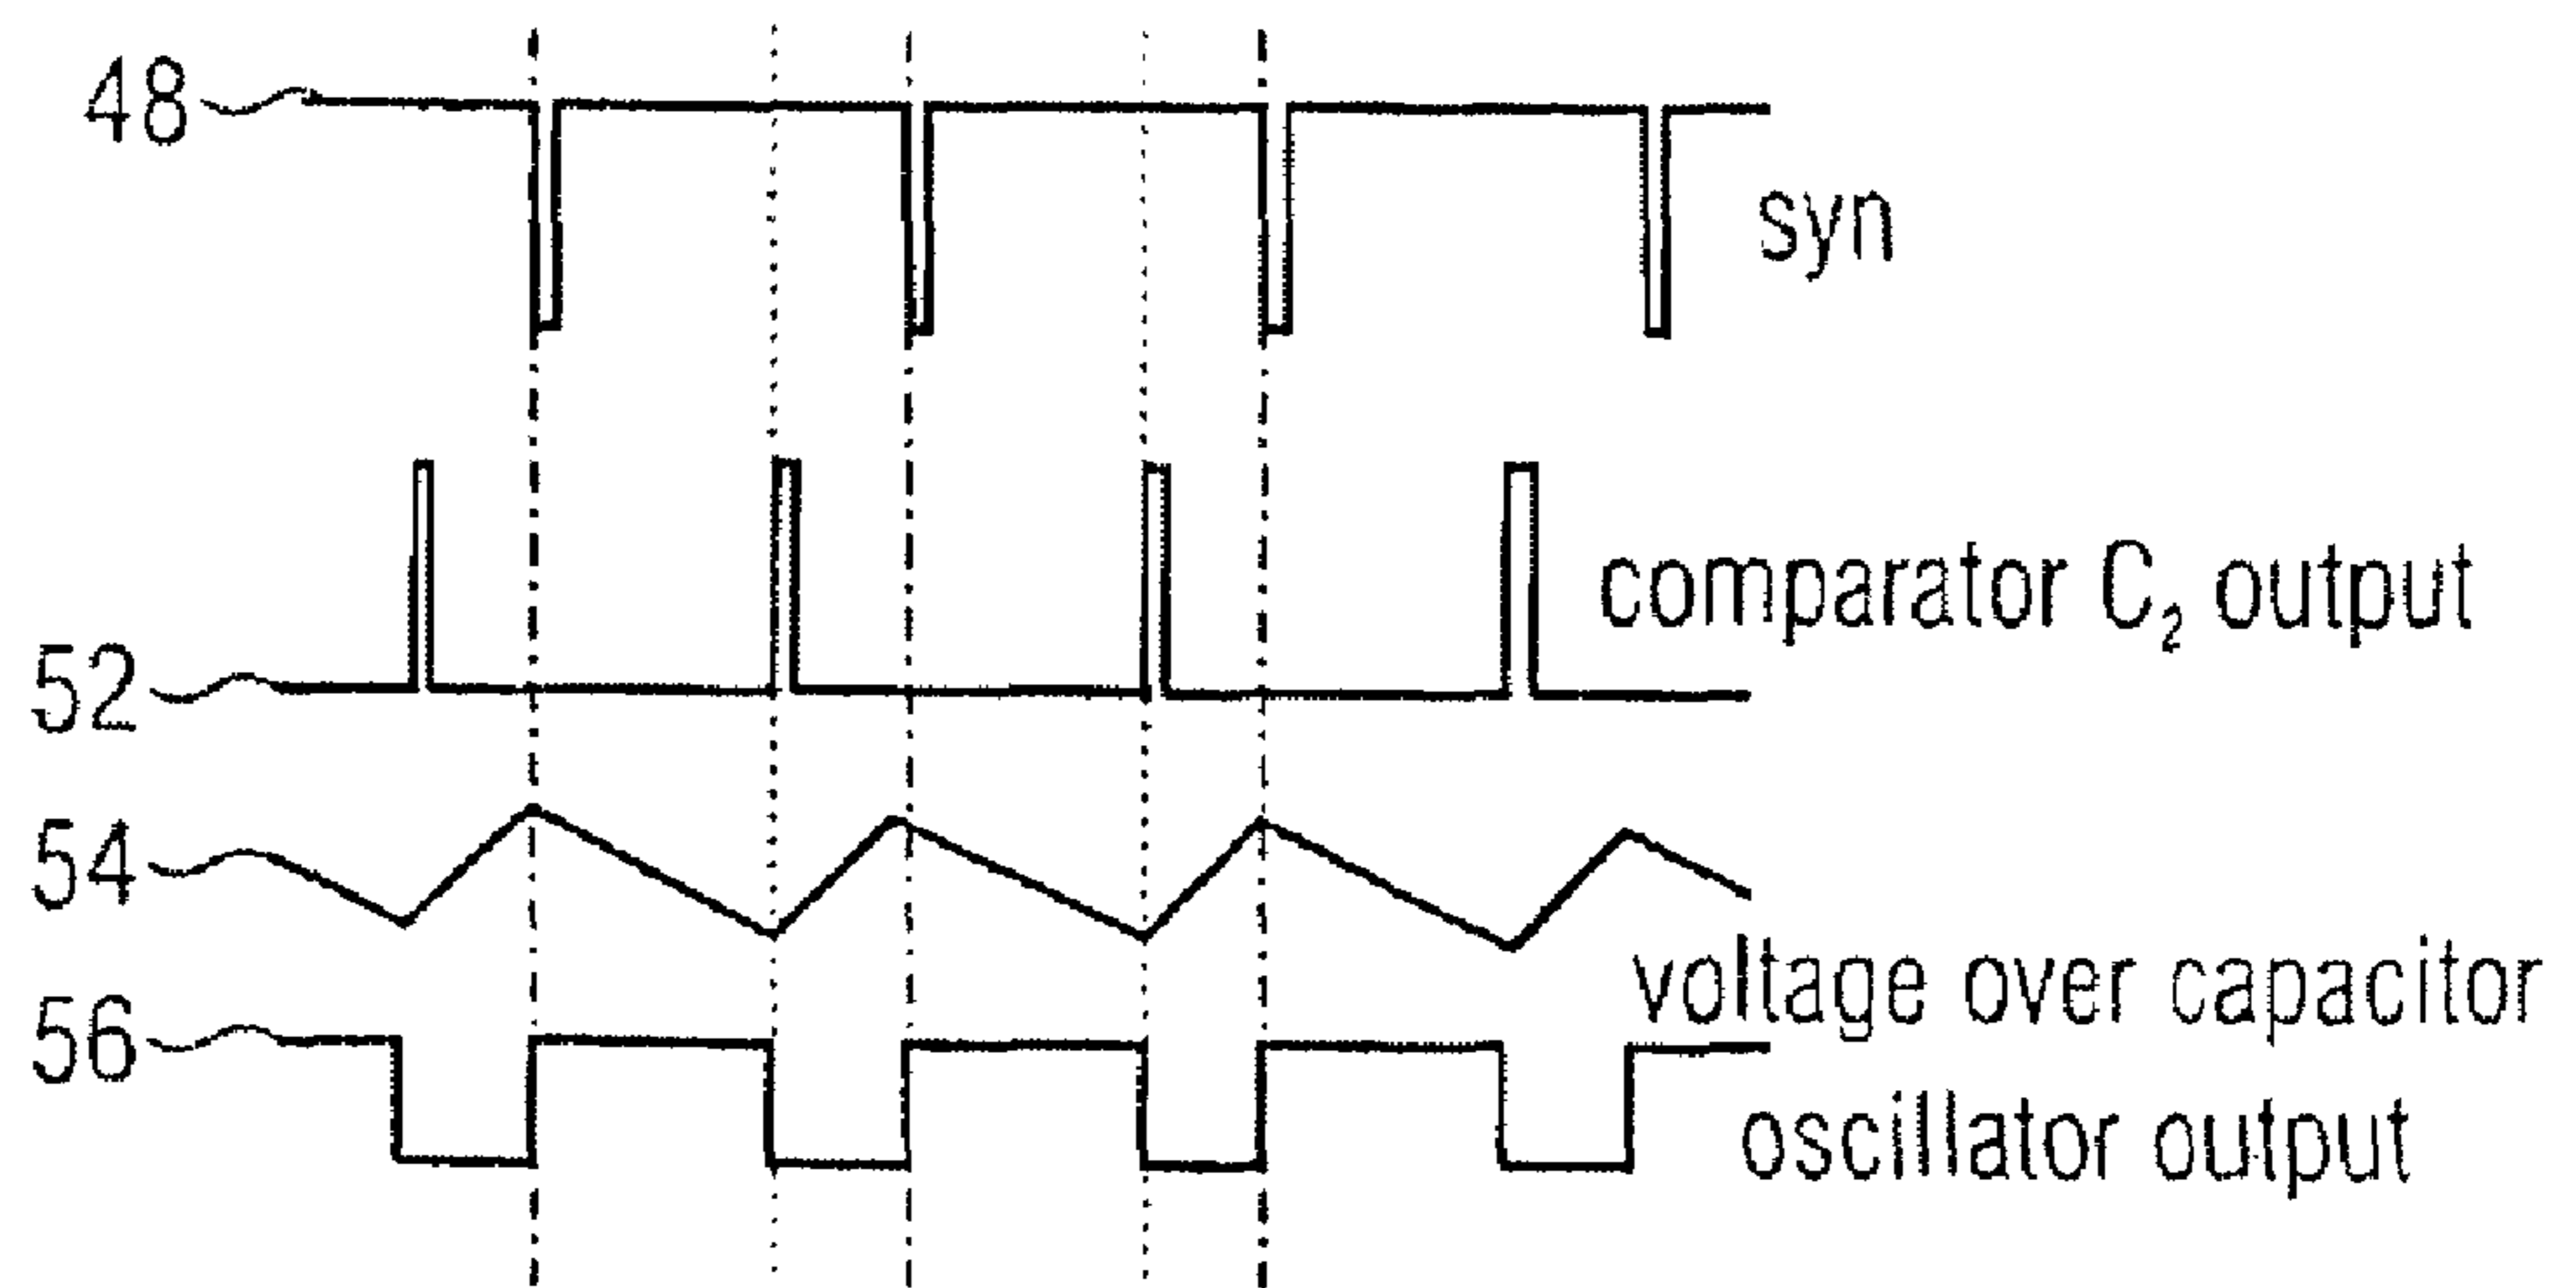 48
syn
comparator C₂ output
52
54
voltage over capacitor
56
oscillator output